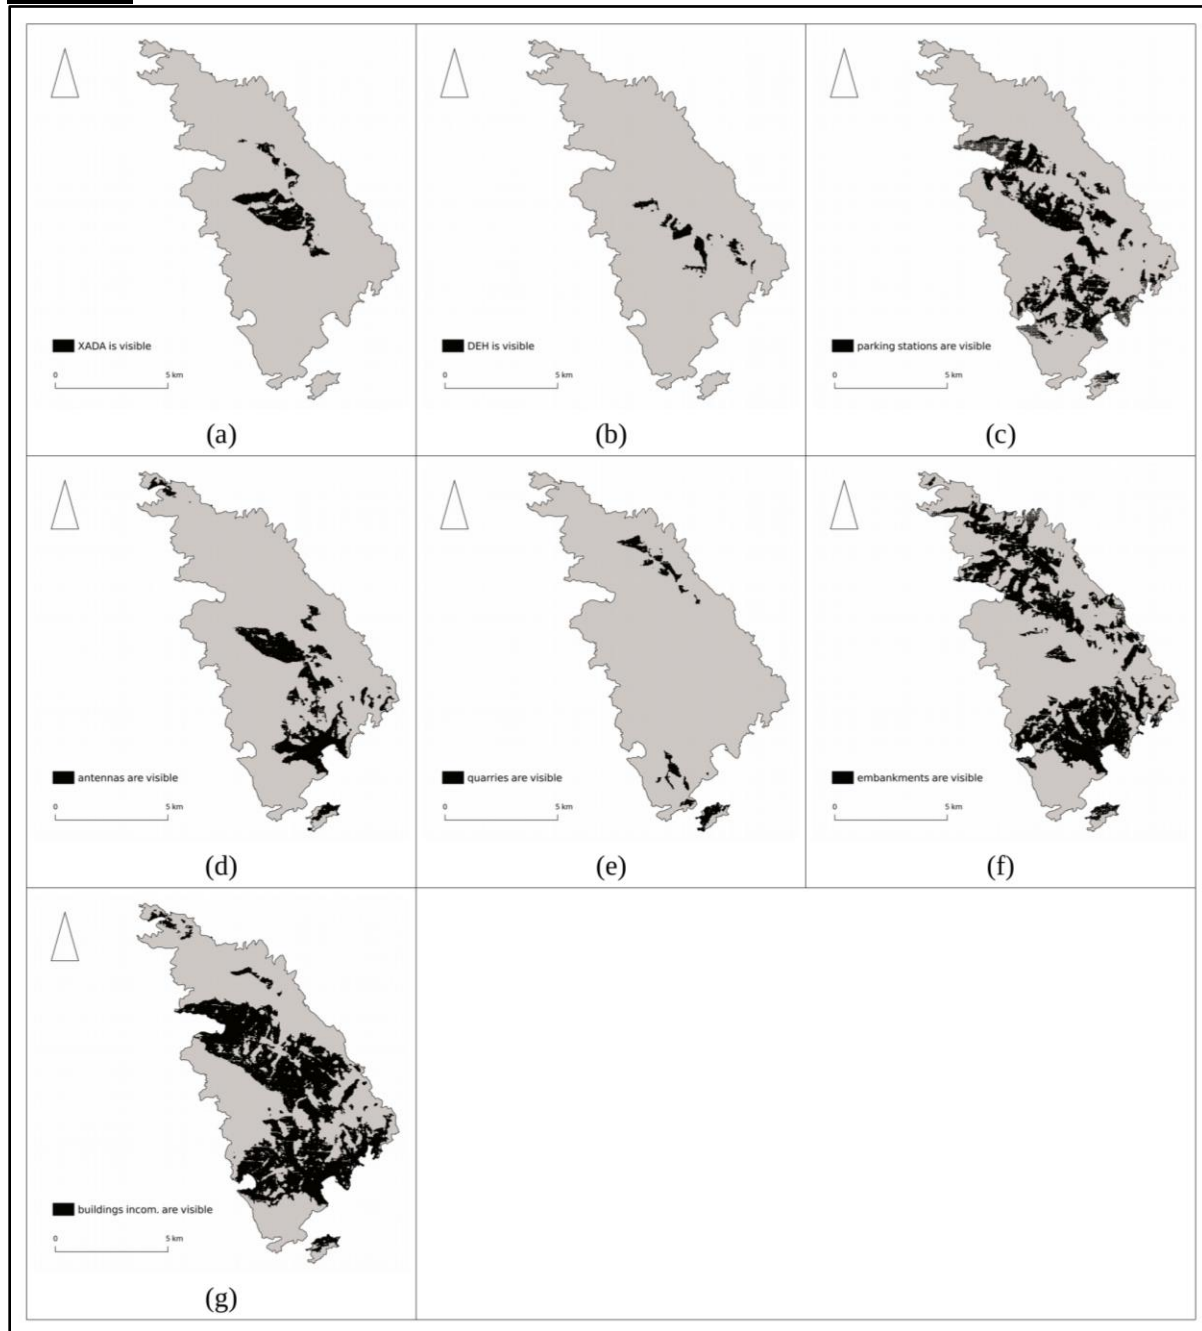 XADA is visible
0 5 km
(a)
DEH is visible
0 5 km
(b)
parking stations are visible
0 5 km
(c)
antennas are visible
0 5 km
(d)
quarries are visible
0 5 km
(e)
embankments are visible
0 5 km
(f)
buildings incom. are visible
0 5 km
(g)